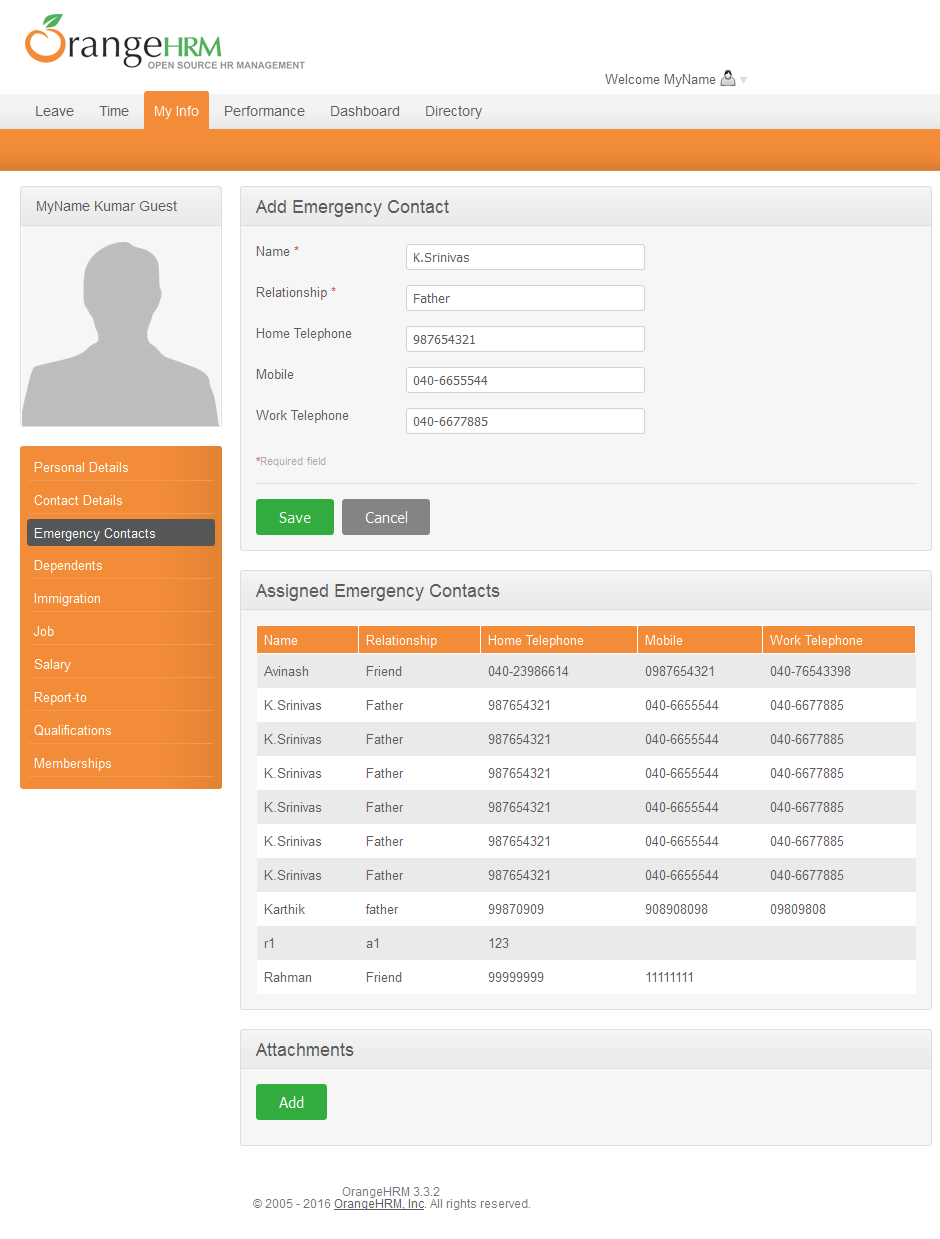 OrangeHRM
OPEN SOURCE HR MANAGEMENT
Welcome MyName
Leave Time My Info Performance Dashboard Directory
MyName Kumar Guest
Personal Details
Contact Details
Emergency Contacts
Dependents
Immigration
Job
Salary
Report-to
Qualifications
Memberships
Add Emergency Contact
Name * K.Srinivas
Relationship * Father
Home Telephone 987654321
Mobile 040-6655544
Work Telephone 040-6677885
*Required field
Save Cancel
Assigned Emergency Contacts
Name Relationship Home Telephone Mobile Work Telephone
Avinash Friend 040-23986614 0987654321 040-76543398
K.Srinivas Father 987654321 040-6655544 040-6677885
K.Srinivas Father 987654321 040-6655544 040-6677885
K.Srinivas Father 987654321 040-6655544 040-6677885
K.Srinivas Father 987654321 040-6655544 040-6677885
K.Srinivas Father 987654321 040-6655544 040-6677885
K.Srinivas Father 987654321 040-6655544 040-6677885
Karthik father 99870909 908908098 09809808
r1 a1 123
Rahman Friend 99999999 11111111
Attachments
Add
OrangeHRM 3.3.2
© 2005 - 2016 OrangeHRM, Inc. All rights reserved.